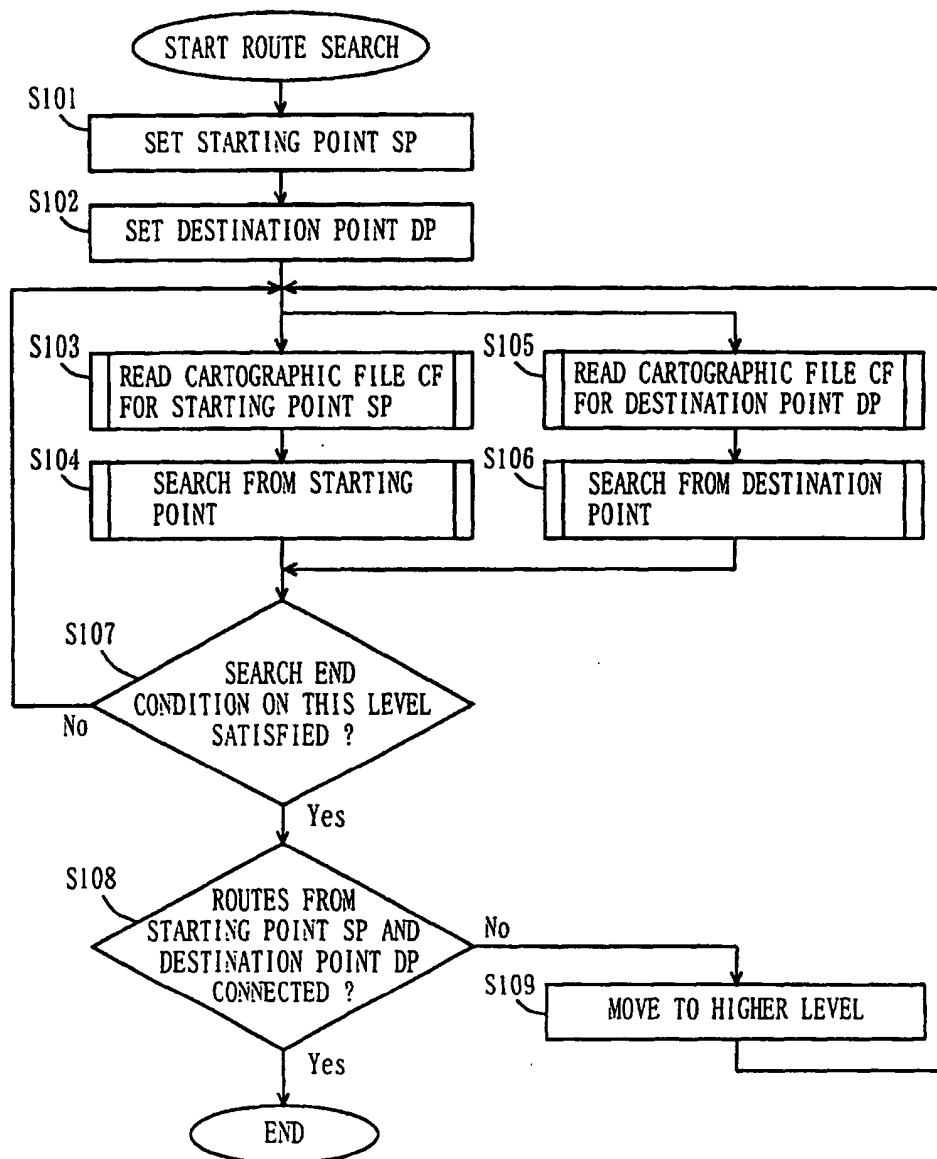 START ROUTE SEARCH
S101
SET STARTING POINT SP
S102
SET DESTINATION POINT DP
S103
READ CARTOGRAPHIC FILE CF
FOR STARTING POINT SP
S105
READ CARTOGRAPHIC FILE CF
FOR DESTINATION POINT DP
S104
SEARCH FROM STARTING
POINT
S106
SEARCH FROM DESTINATION
POINT
S107
SEARCH END
CONDITION ON THIS LEVEL
SATISFIED ?
No
Yes
S108
ROUTES FROM
STARTING POINT SP AND
DESTINATION POINT DP
CONNECTED ?
No
S109
MOVE TO HIGHER LEVEL
Yes
END